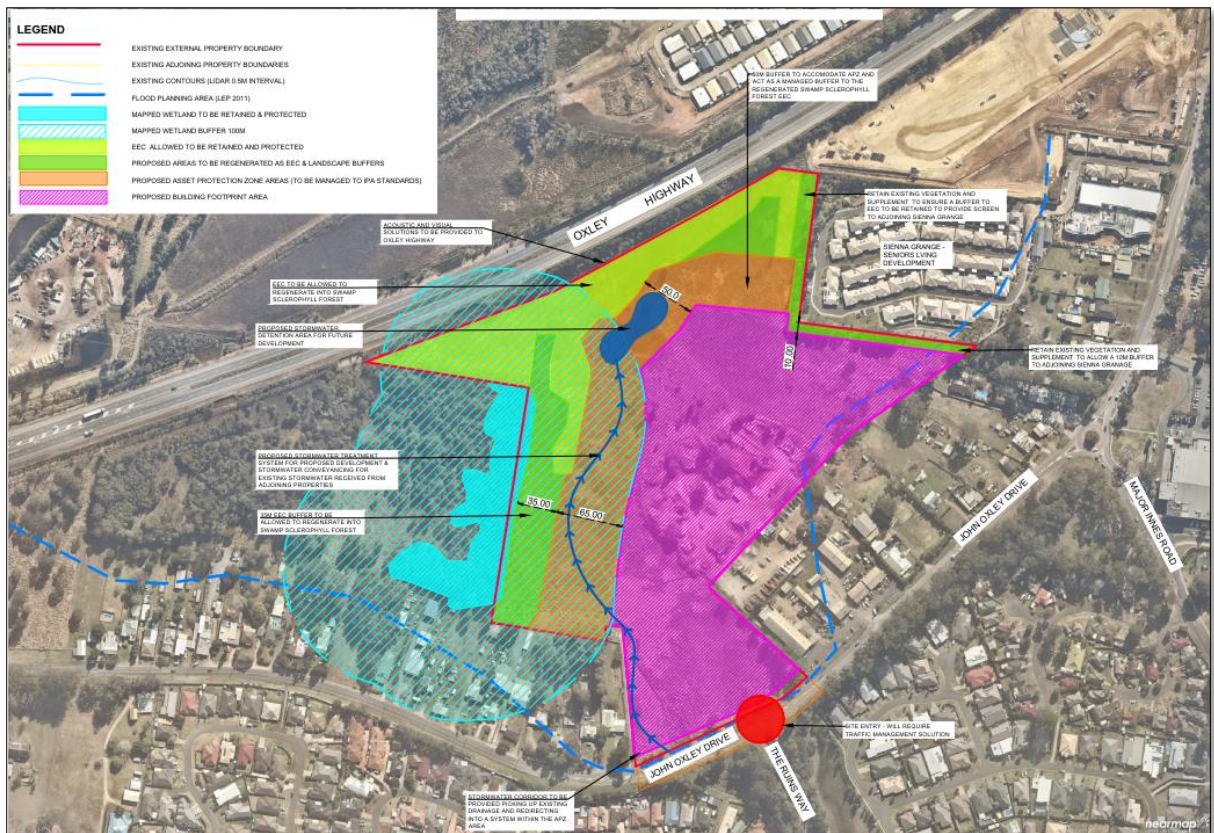 LEGEND
EXISTING EXTERNAL PROPERTY BOUNDARY
EXISTING ADJOINNG PROPERTY BOUNDARIES
EXISTING CONTOURS (LIDAR 0.5M INTERVAL)
FLOOD PLANNING AREA (LEP 2011)
MAPPED WETLAND TO BE RETAINED & PROTECTED
MAPPED WETLAND BUFFER 100M
EEC ALLOWED TO BE RETAINED AND PROTECTED
PROPOSED AREAS TO BE REGENERATED AS EEC & LANDSCAPE BUFFERS
PROPOSED ASSET PROTECTION ZONE AREAS (TO BE MANAGED TO IPA STANDARDS)
PROPOSED BUILDING FOOTPRINT AREA
50M BUFFER TO ACCOMODATE APZ AND
ACT AS A MANAGED BUFFER TO THE
REGENERATED SWAMP SCLEROPHYLL
FOREST EEC
OXLEY HIGHWAY
RETAIN EXISTING VEGETATION AND
SUPPLEMENT TO ENSURE A BUFFER TO
EEC TO BE RETAINED TO PROVIDE SCREEN
TO ADJOINING SIENNA GRANGE
ACOUSTIC AND VISUAL
SOLUTIONS TO BE PROVIDED TO
OXLEY HIGHWAY
SIENNA GRANGE -
SENIORS LVING
DEVELOPMENT
EEC TO BE ALLOWED TO
REGENERATE INTO SWAMP
SCLEROPHYLL FOREST
50.0
PROPOSED STORMWATER
DETENTION AREA FOR FUTURE
DEVELOPMENT
10.00
RETAIN EXISTING VEGETATION AND
SUPPLEMENT TO ALLOW A 10M BUFFER
TO ADJOINING SIENNA GRANAGE
PROPOSED STORMWATER TREATMENT
SYSTEM FOR PROPOSED DEVELOPMENT &
STORMWATER CONVEYANCING FOR
EXISTING STORMWATER RECEIVED FROM
ADJOINING PROPERTIES
35.00
65.00
35M EEC BUFFER TO BE
ALLOWED TO REGENERATE INTO
SWAMP SCLEROPHYLL FOREST
JOHN OXLEY DRIVE
MAJOR INNES ROAD
SITE ENTRY - WILL REQUIRE
TRAFFIC MANAGEMENT SOLUTION
JOHN OXLEY DRIVE
THE RUINS WAY
STORMWATER CORRIDOR TO BE
PROVIDED PICKING UP EXISTING
DRAINAGE AND REDIRECTING
INTO A SYSTEM WITHIN THE APZ
AREA
nearmap